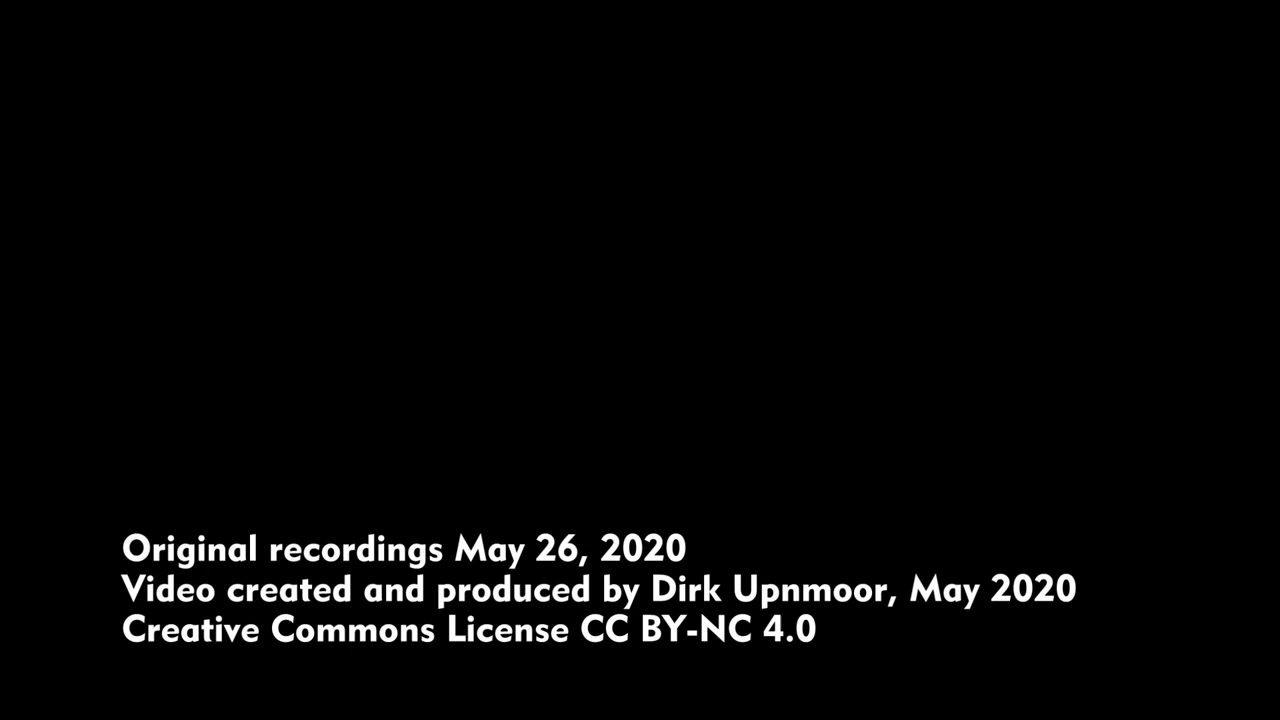 Original recordings May 26, 2020
Video created and produced by Dirk Upnmoor, May 2020
Creative Commons License CC BY-NC 4.0